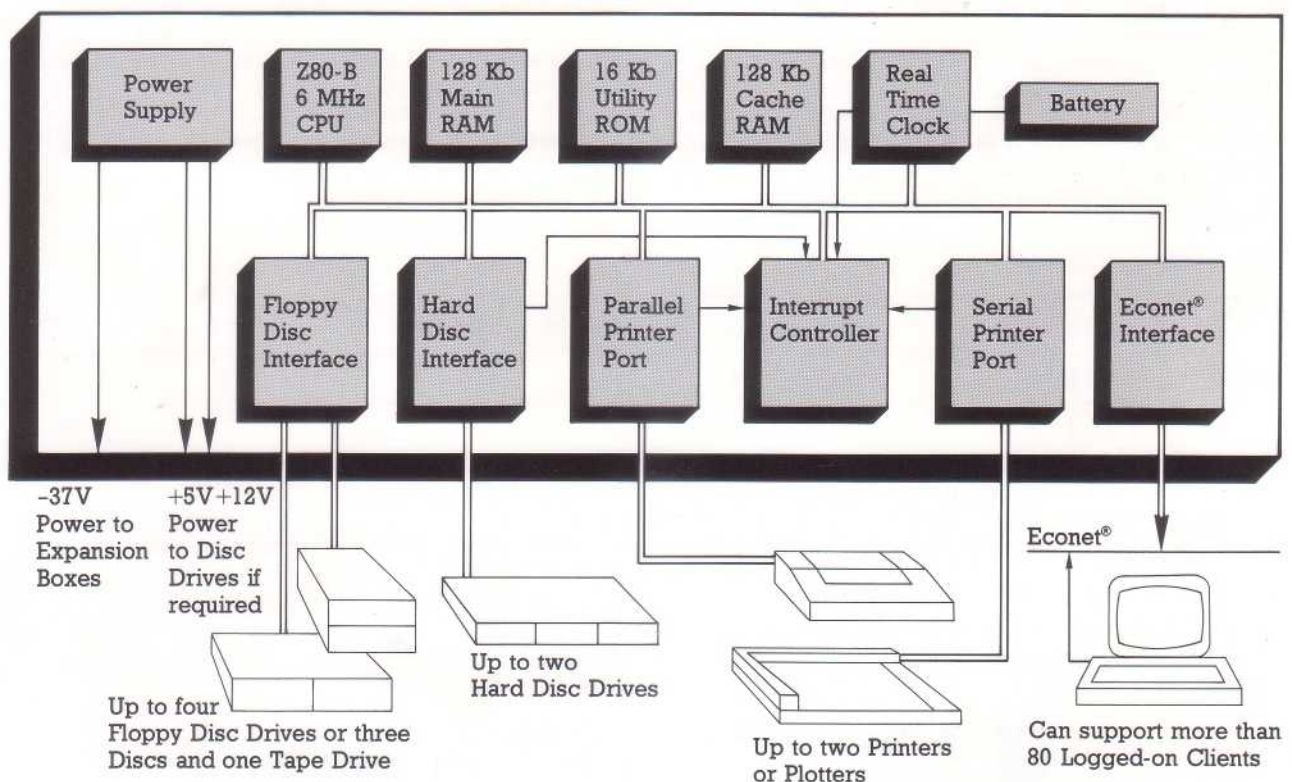 Power
Supply
Z80-B
6 MHz
CPU
128 Kb
Main
RAM
16 Kb
Utility
ROM
128 Kb
Cache
RAM
Real
Time
Clock
Battery
Floppy
Disc
Interface
Hard
Disc
Interface
Parallel
Printer
Port
Interrupt
Controller
Serial
Printer
Port
Econet®
Interface
-37V
Power to
Expansion
Boxes
+5V +12V
Power
to Disc
Drives if
required
Up to four
Floppy Disc Drives or three
Discs and one Tape Drive
Up to two
Hard Disc Drives
Up to two Printers
or Plotters
Econet®
Can support more than
80 Logged-on Clients